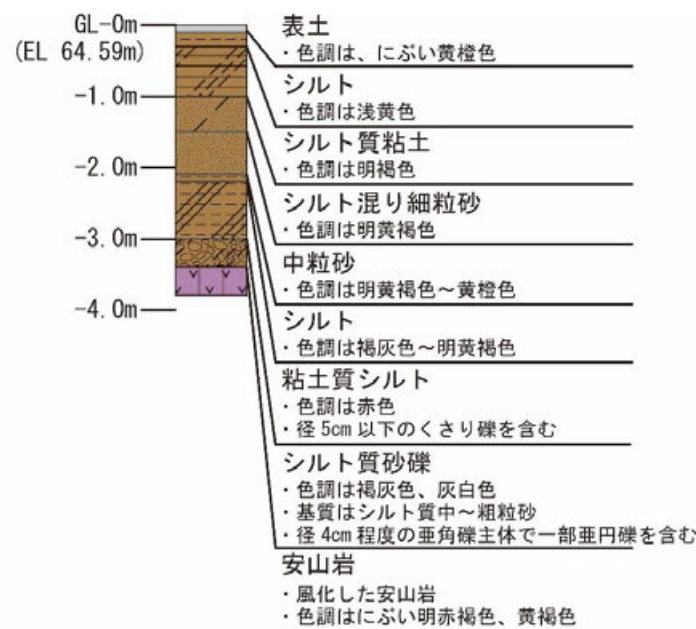 GL-0m
(EL 64.59m)
-1.0m
-2.0m
-3.0m
-4.0m
表土
・色調は、にぶい黄橙色
シルト
・色調は浅黄色
シルト質粘土
・色調は明褐色
シルト混り細粒砂
・色調は明黄褐色
中粒砂
・色調は明黄褐色～黄橙色
シルト
・色調は褐灰色～明黄褐色
粘土質シルト
・色調は赤色
・径5cm以下のくさり礫を含む
シルト質砂礫
・色調は褐灰色、灰白色
・基質はシルト質中～粗粒砂
・径4cm程度の亜角礫主体で一部亜円礫を含む
安山岩
・風化した安山岩
・色調はにぶい明赤褐色、黄褐色